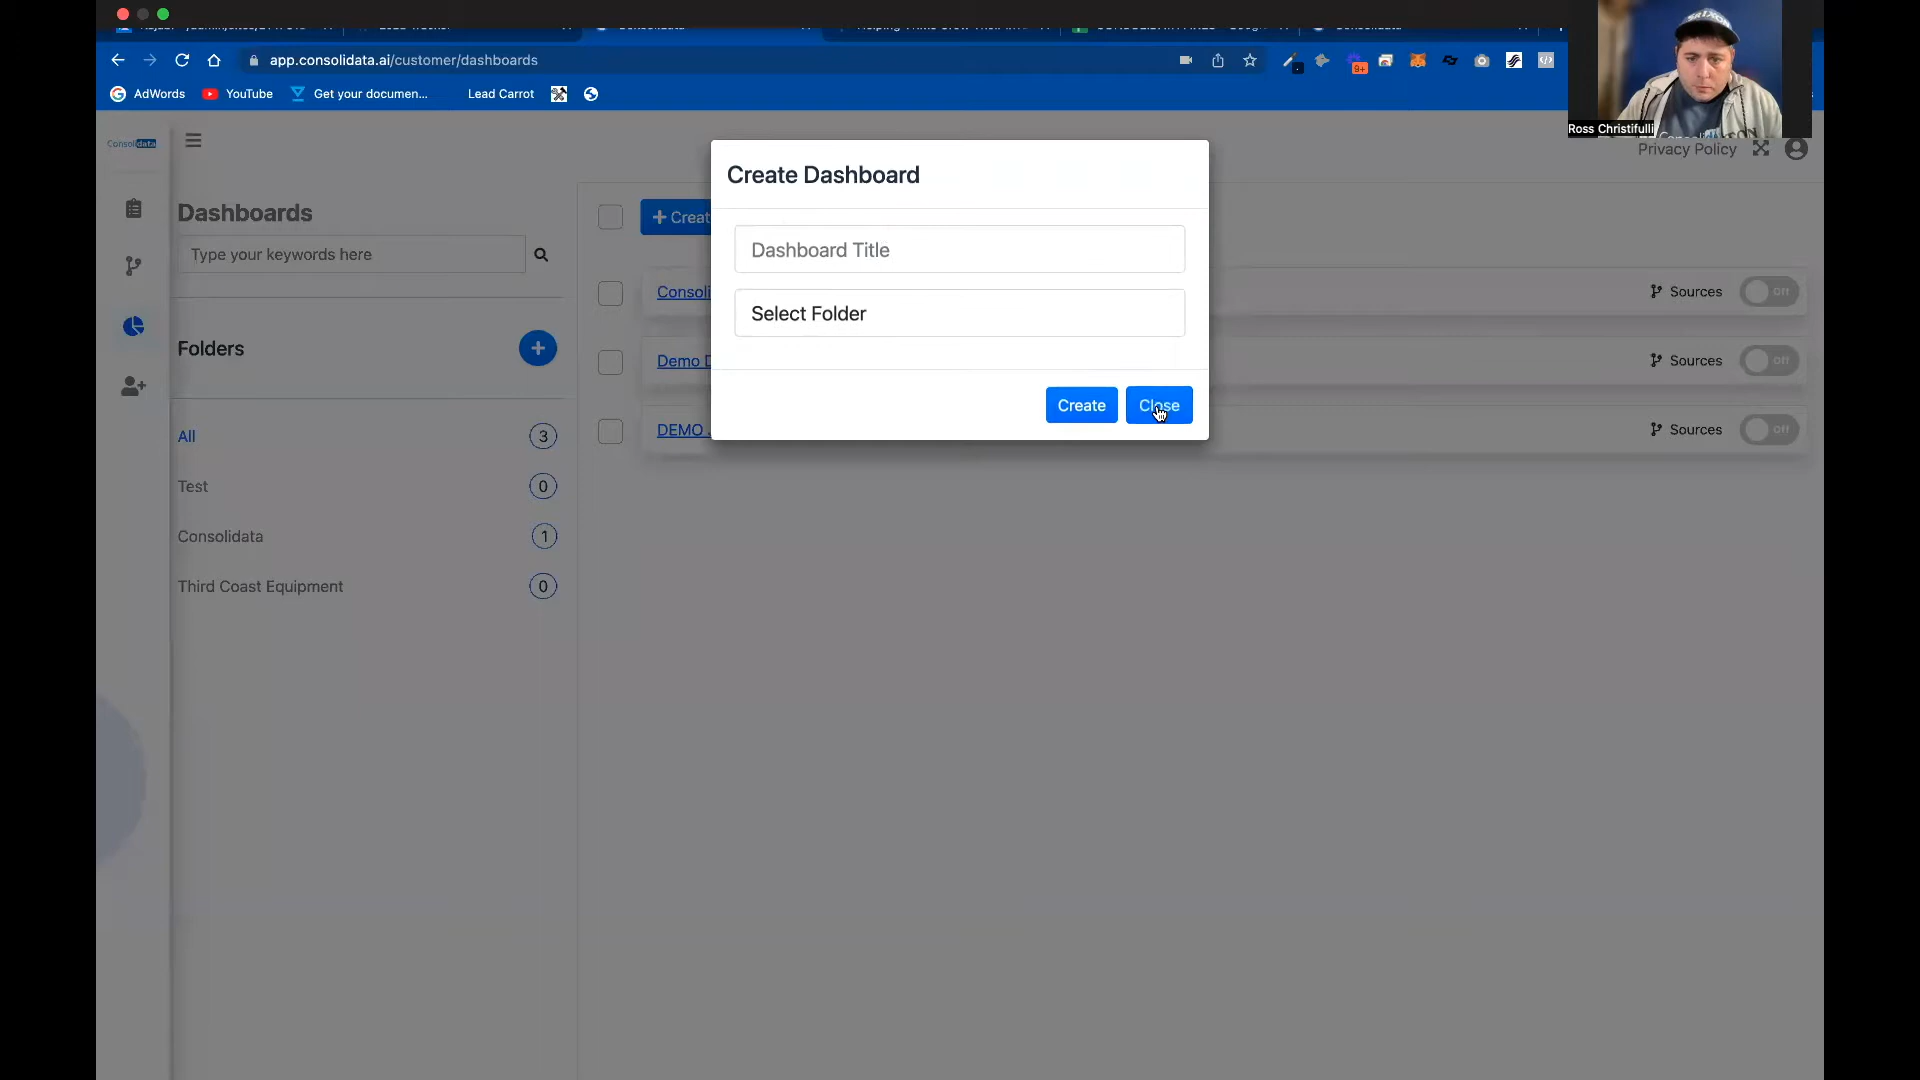 app.consolidata.ai/customer/dashboards
9+
AdWords
YouTube
Get your documen...
Lead Carrot
Ross Christifulli
Privacy Policy
Consolidata
Dashboards
Type your keywords here
Folders
All 3
Test 0
Consolidata 1
Third Coast Equipment 0
Creat
Consoli
Sources Off
Demo D
Sources Off
DEMO
Sources Off
Create Dashboard
Dashboard Title
Select Folder
Create Close